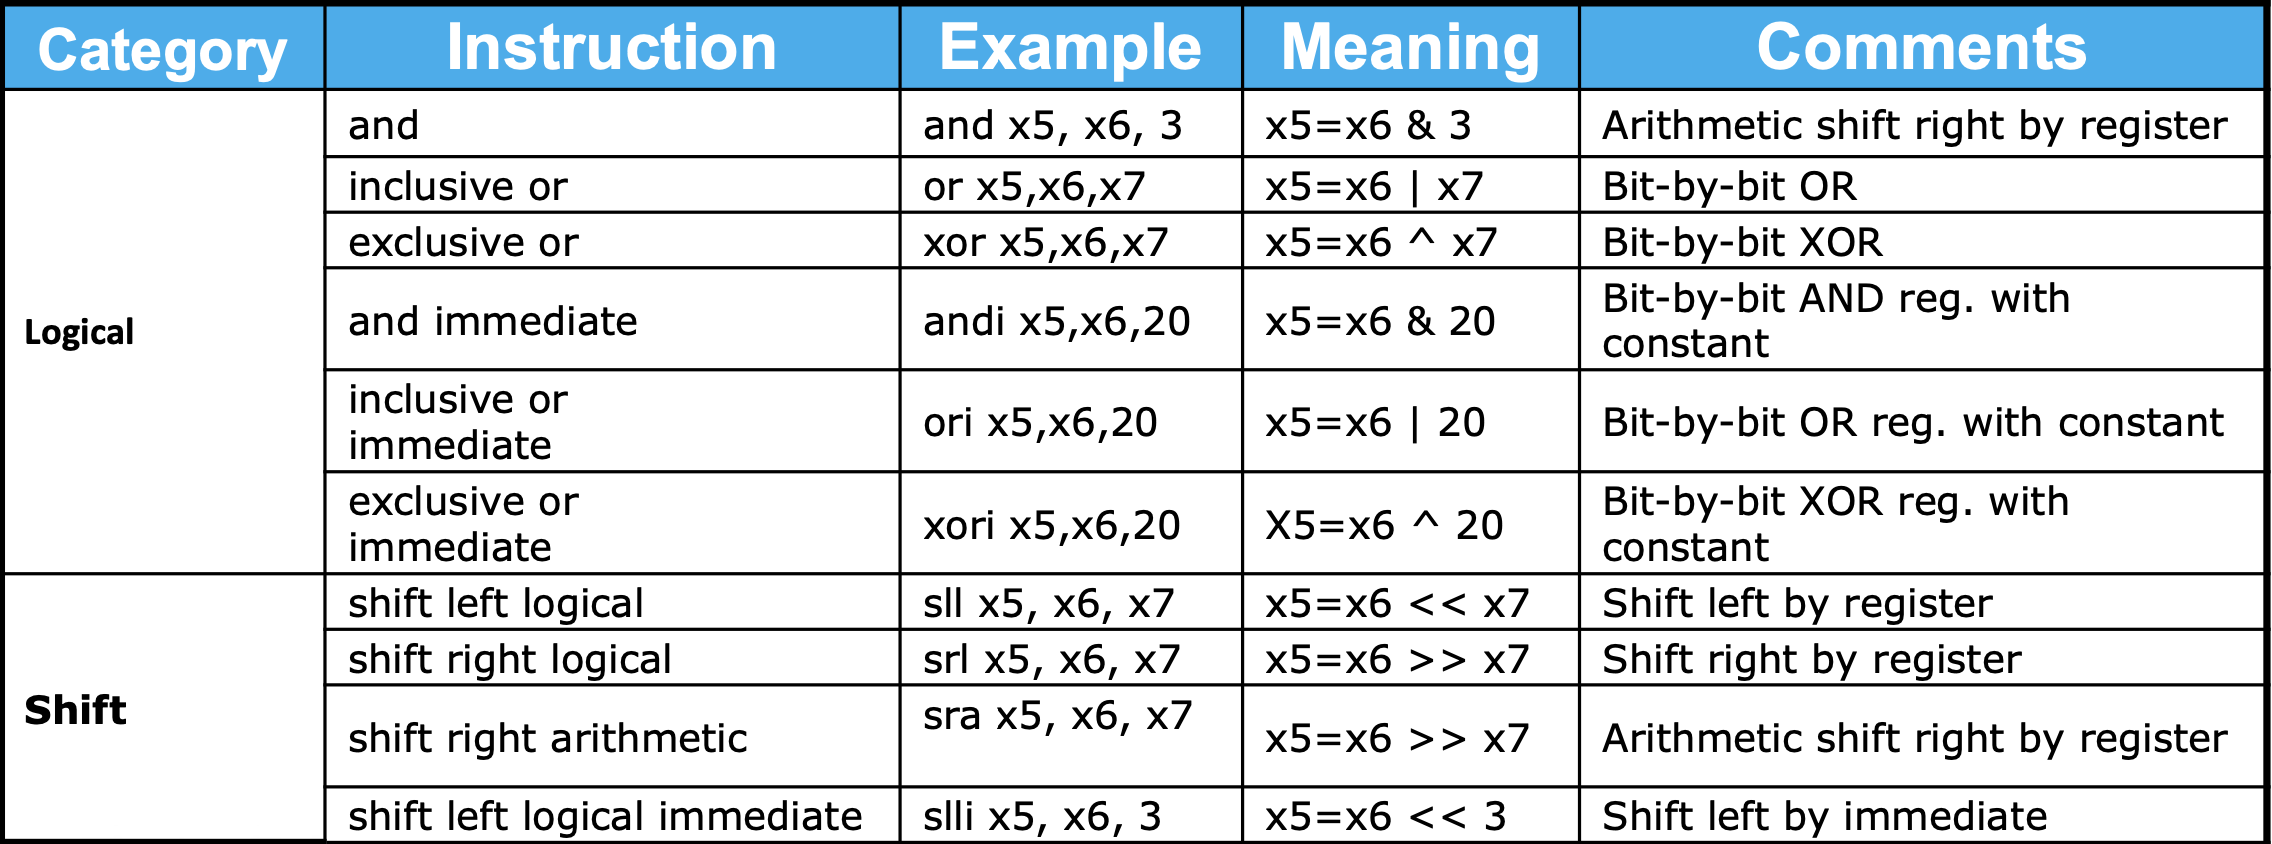 Category Instruction Example Meaning Comments
Logical
and and x5, x6, 3 x5=x6 & 3 Arithmetic shift right by register
inclusive or or x5,x6,x7 x5=x6 | x7 Bit-by-bit OR
exclusive or xor x5,x6,x7 x5=x6 ^ x7 Bit-by-bit XOR
and immediate andi x5,x6,20 x5=x6 & 20 Bit-by-bit AND reg. with
constant
inclusive or
immediate ori x5,x6,20 x5=x6 | 20 Bit-by-bit OR reg. with constant
exclusive or
immediate xori x5,x6,20 X5=x6 ^ 20 Bit-by-bit XOR reg. with
constant
Shift
shift left logical sll x5, x6, x7 x5=x6 << x7 Shift left by register
shift right logical srl x5, x6, x7 x5=x6 >> x7 Shift right by register
shift right arithmetic sra x5, x6, x7 x5=x6 >> x7 Arithmetic shift right by register
shift left logical immediate slli x5, x6, 3 x5=x6 << 3 Shift left by immediate